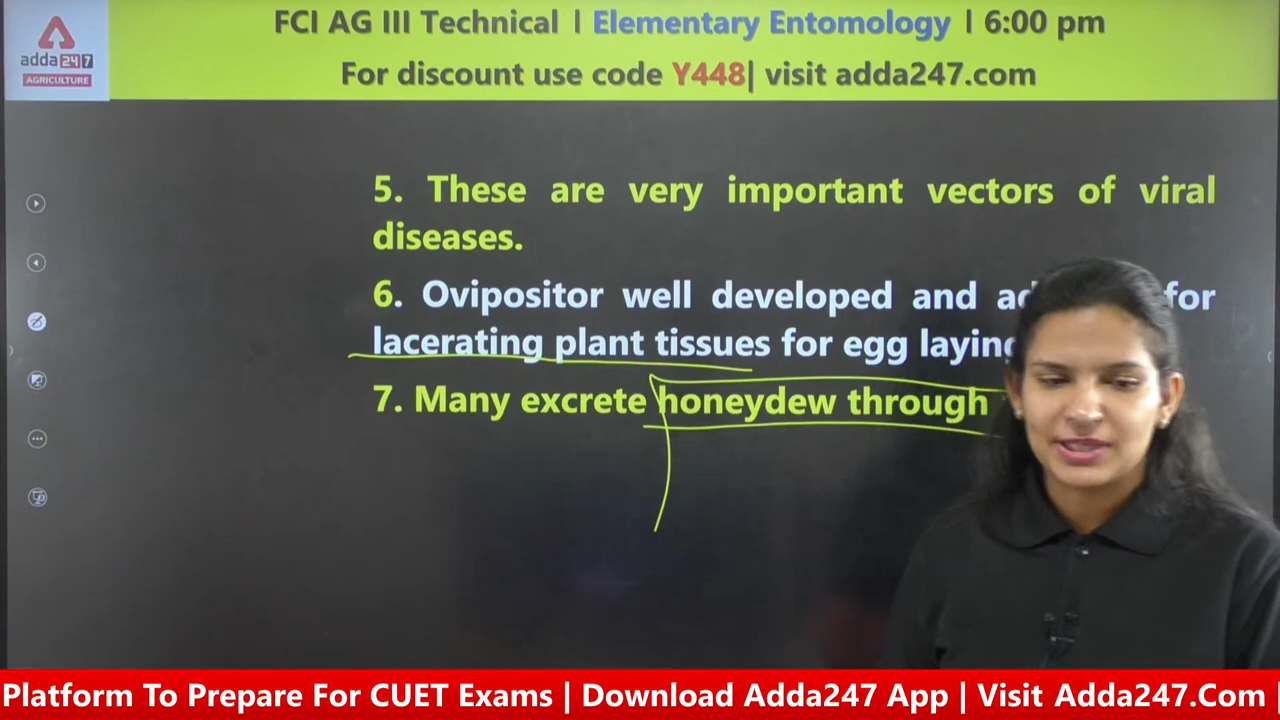 FCI AG III Technical I Elementary Entomology I 6:00 pm
For discount use code Y448| visit adda247.com
adda247
AGRICULTURE
5. These are very important vectors of viral
diseases.
6. Ovipositor well developed and for
lacerating plant tissues for egg laying
7. Many excrete honeydew through
Platform To Prepare For CUET Exams | Download Adda247 App | Visit Adda247.Com |